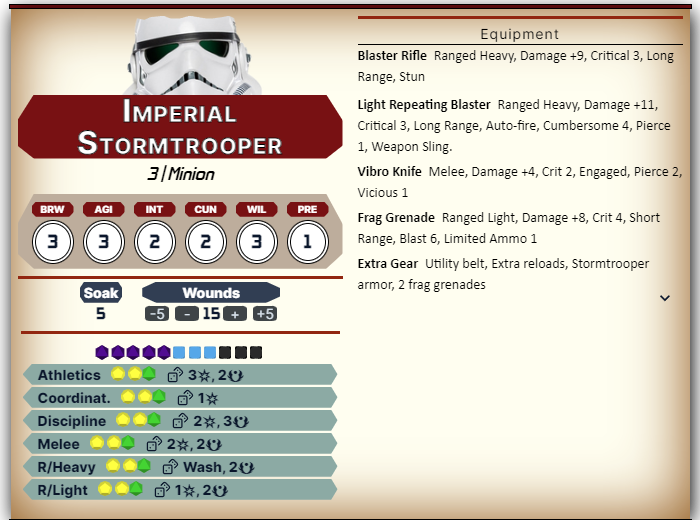 IMPERIAL
STORMTROOPER
3 | Minion
BRW AGI INT CUN WIL PRE
3 3 2 2 3 1
Soak Wounds
5 -5 - 15 + +5
Athletics 3, 2
Coordinat. 1
Discipline 2, 3
Melee 2, 2
R/Heavy Wash, 2
R/Light 1, 2
Equipment
Blaster Rifle Ranged Heavy, Damage +9, Critical 3, Long
Range, Stun
Light Repeating Blaster Ranged Heavy, Damage +11,
Critical 3, Long Range, Auto-fire, Cumbersome 4, Pierce
1, Weapon Sling.
Vibro Knife Melee, Damage +4, Crit 2, Engaged, Pierce 2,
Vicious 1
Frag Grenade Ranged Light, Damage +8, Crit 4, Short
Range, Blast 6, Limited Ammo 1
Extra Gear Utility belt, Extra reloads, Stormtrooper
armor, 2 frag grenades